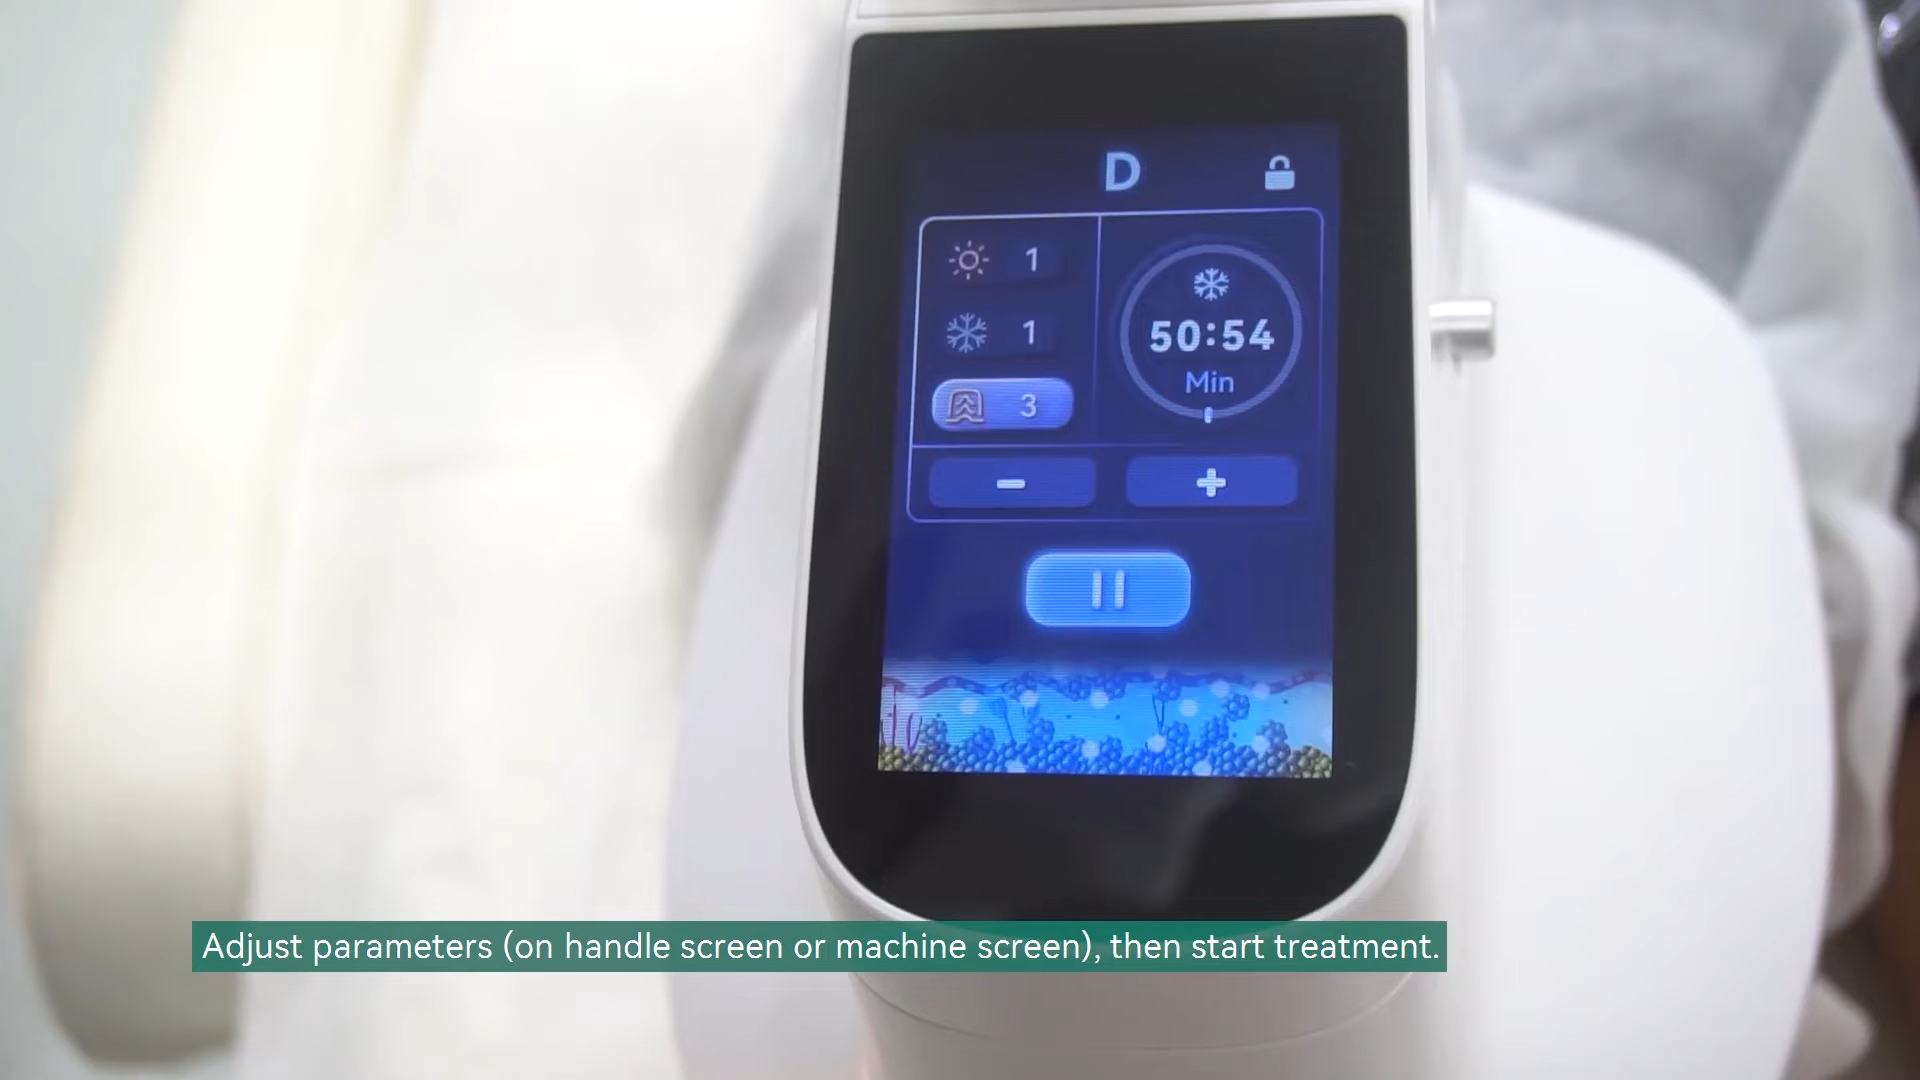 D
1
1
50:54
Min
3
Adjust parameters (on handle screen or machine screen), then start treatment.